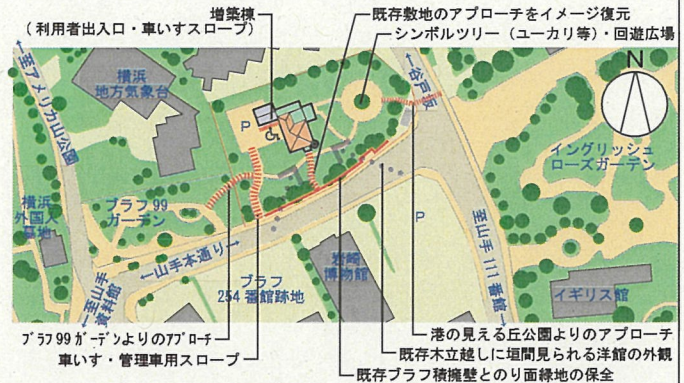 増築棟
(利用者出入口・車いすスロープ)
既存敷地のアプローチをイメージ復元
シンボルツリー(ユーカリ等)・回遊広場
N
←至アメリカ山公園
横浜
地方気象台
←谷戸坂
P
イングリッシュ
ローズガーデン
横浜
外国人
墓地
ブラフ99
ガーデン
P
至山手111番館→
←山手本通り→
岩崎
博物館
←至山手
資料館
ブラフ
254番館跡地
イギリス館
ブラフ99ガーデンよりのアプローチ
港の見える丘公園よりのアプローチ
車いす・管理車用スロープ
既存木立越しに垣間見られる洋館の外観
既存ブラフ積擁壁とのり面緑地の保全